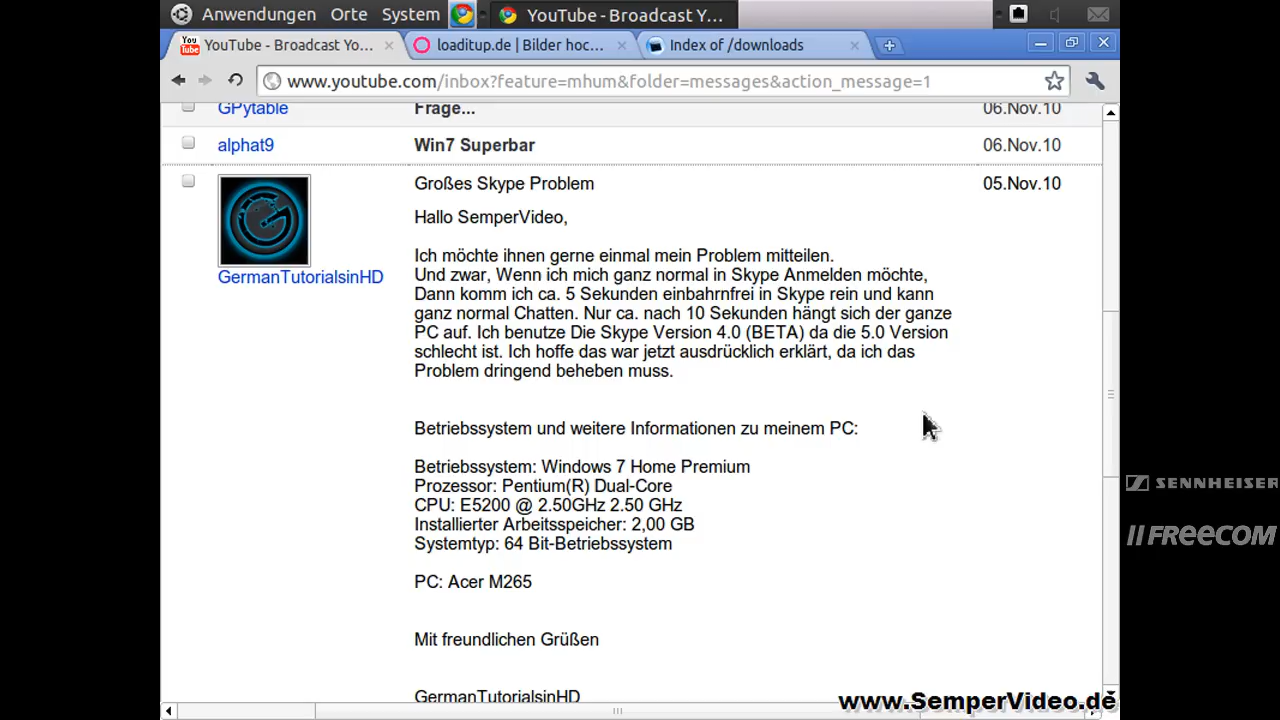 Anwendungen Orte System YouTube - Broadcast Y...
You Tube YouTube - Broadcast Yo... loaditup.de | Bilder hoc... Index of /downloads
www.youtube.com/inbox?feature=mhum&folder=messages&action_message=1
GPytable Frage... 06.Nov.10
alphat9 Win7 Superbar 06.Nov.10
Großes Skype Problem 05.Nov.10
Hallo SemperVideo,
GermanTutorialsinHD
Ich möchte ihnen gerne einmal mein Problem mitteilen.
Und zwar, Wenn ich mich ganz normal in Skype Anmelden möchte,
Dann komm ich ca. 5 Sekunden einbahrnfrei in Skype rein und kann
ganz normal Chatten. Nur ca. nach 10 Sekunden hängt sich der ganze
PC auf. Ich benutze Die Skype Version 4.0 (BETA) da die 5.0 Version
schlecht ist. Ich hoffe das war jetzt ausdrücklich erklärt, da ich das
Problem dringend beheben muss.
Betriebssystem und weitere Informationen zu meinem PC:
Betriebssystem: Windows 7 Home Premium
Prozessor: Pentium(R) Dual-Core
CPU: E5200 @ 2.50GHz 2.50 GHz
Installierter Arbeitsspeicher: 2,00 GB
Systemtyp: 64 Bit-Betriebssystem
PC: Acer M265
Mit freundlichen Grüßen
GermanTutorialsinHD
SENNHEISER
FREECOM
www.SemperVideo.de